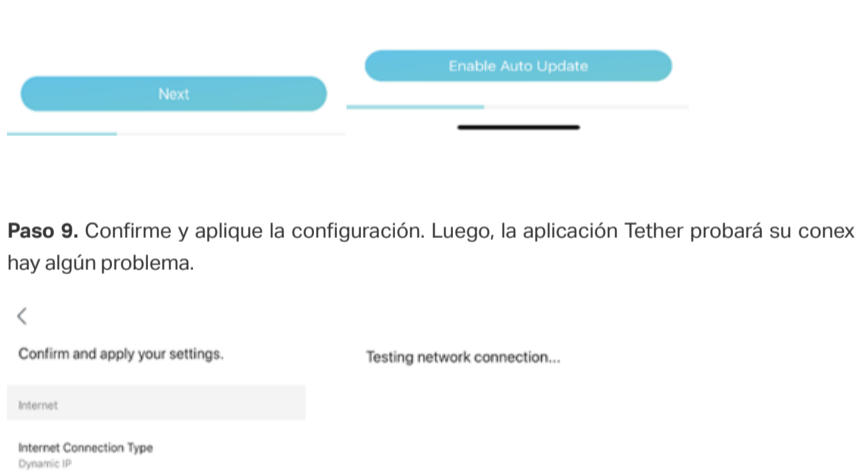 Next
Enable Auto Update
Paso 9. Confirme y aplique la configuración. Luego, la aplicación Tether probará su conex
hay algún problema.
Confirm and apply your settings.
Testing network connection...
Internet
Internet Connection Type
Dynamic IP